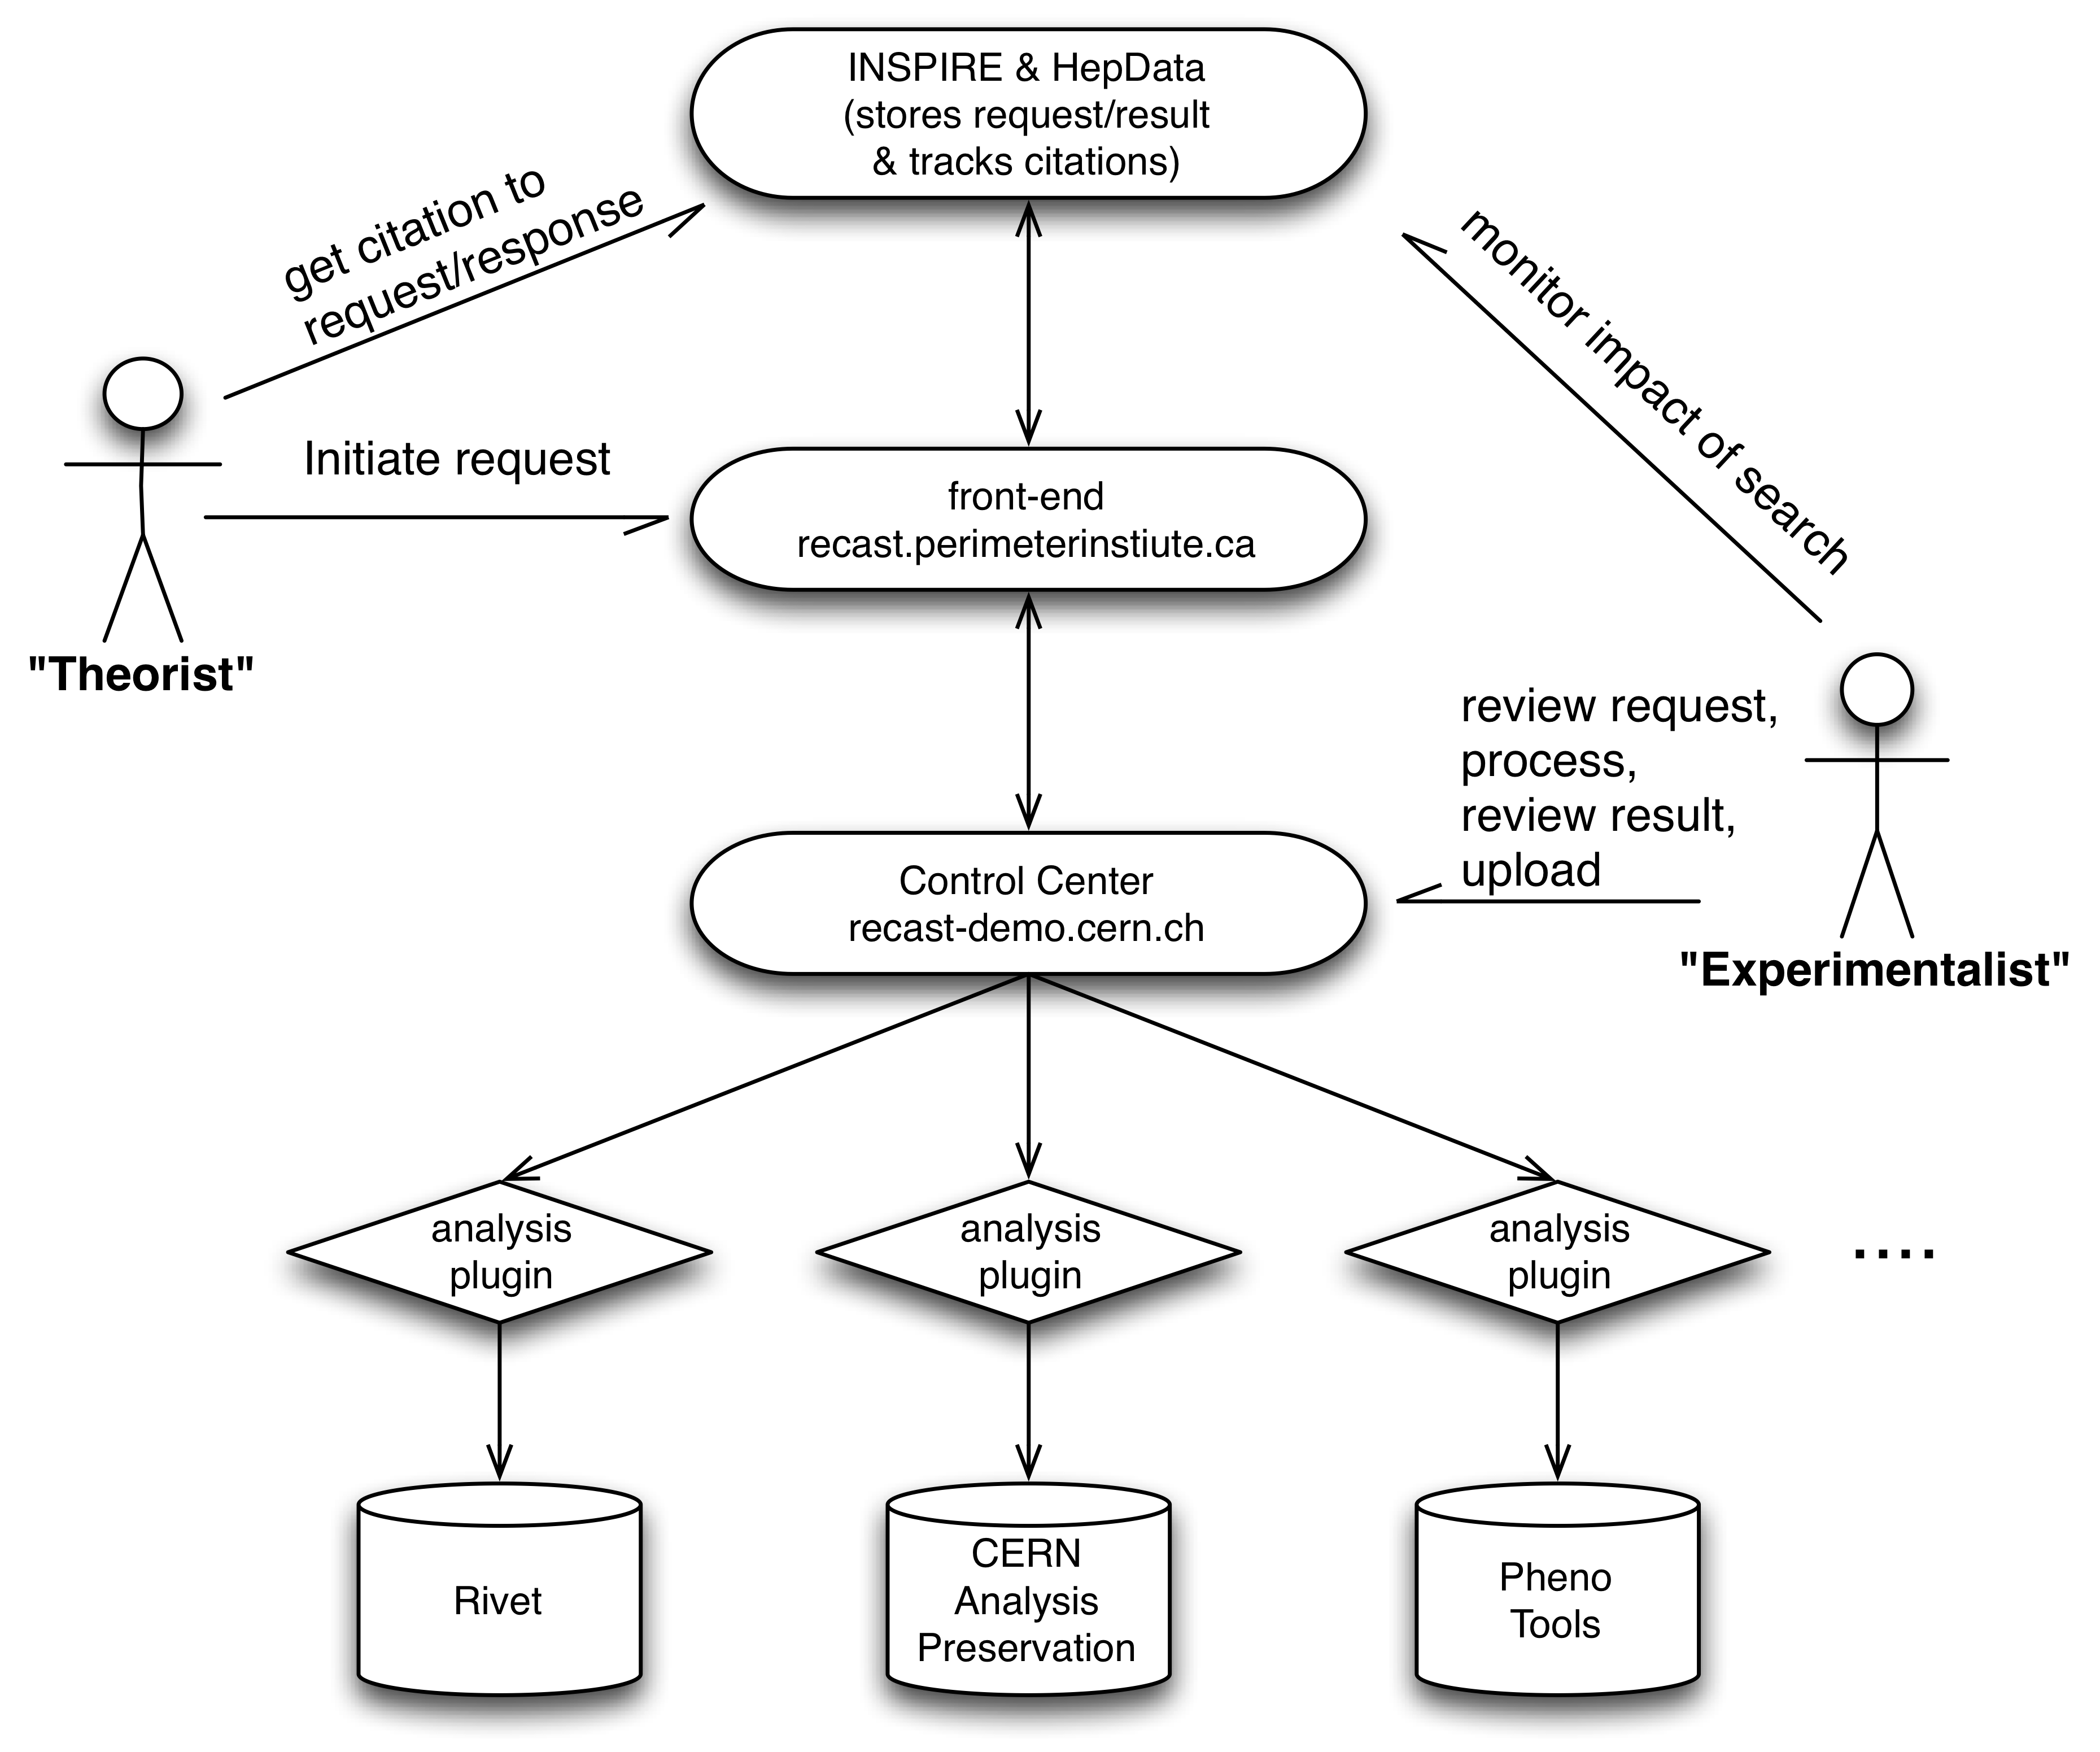 INSPIRE & HepData
(stores request/result
& tracks citations)
get citation to
request/response
monitor impact of search
Initiate request
front-end
recast.perimeterinstiute.ca
"Theorist"
review request,
process,
review result,
upload
Control Center
recast-demo.cern.ch
"Experimentalist"
analysis
plugin
analysis
plugin
analysis
plugin
....
Rivet
CERN
Analysis
Preservation
Pheno
Tools